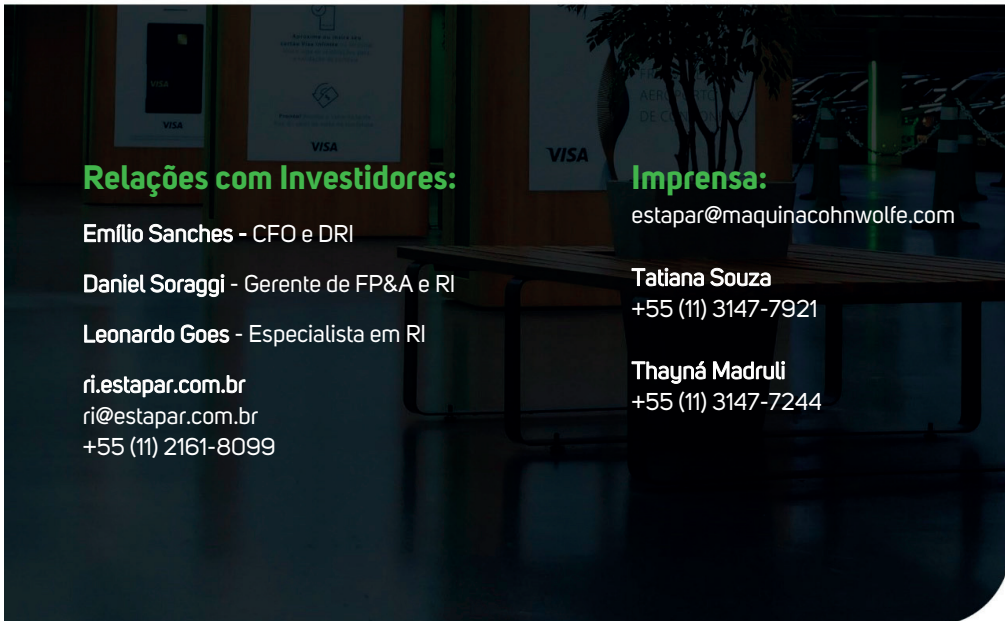 Relações com Investidores:
Emílio Sanches - CFO e DRI
Daniel Soraggi - Gerente de FP&A e RI
Leonardo Goes - Especialista em RI
ri.estapar.com.br
ri@estapar.com.br
+55 (11) 2161-8099
Imprensa:
estapar@maquinacohnwolfe.com
Tatiana Souza
+55 (11) 3147-7921
Thayná Madruli
+55 (11) 3147-7244
VISA
VISA
VISA
VISA
AEROPORTO